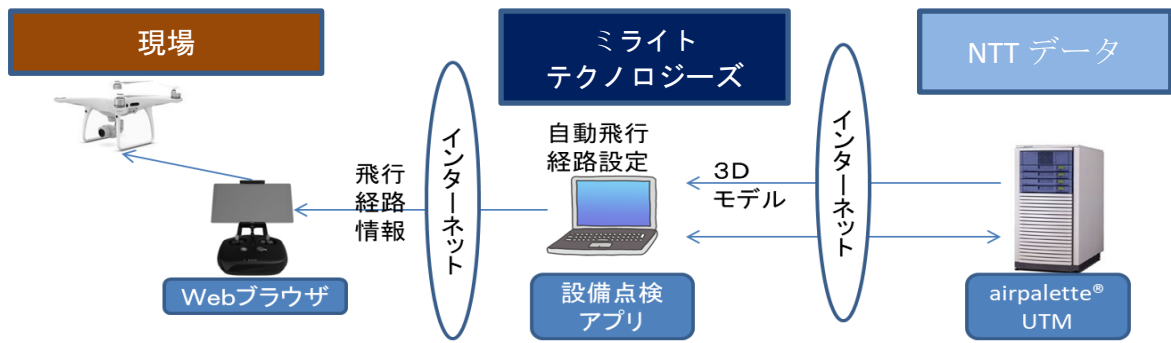 現場
ミライト
テクノロジーズ
NTT データ
インターネット
自動飛行
経路設定
インターネット
3D
モデル
飛行
経路
情報
Webブラウザ
設備点検
アプリ
airpalette®
UTM